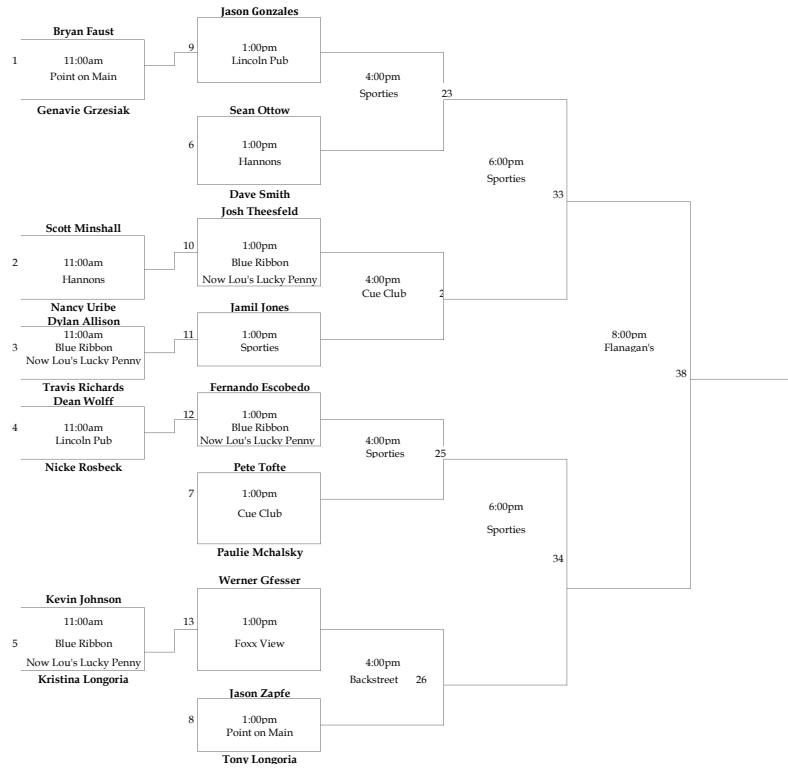 Jason Gonzales
Bryan Faust
9
1:00pm
Lincoln Pub
1
11:00am
Point on Main
4:00pm
Sporties
23
Genavie Grzesiak
Sean Ottow
6
1:00pm
Hannons
6:00pm
Sporties
33
Dave Smith
Josh Theesfeld
Scott Minshall
10
1:00pm
Blue Ribbon
Now Lou's Lucky Penny
2
11:00am
Hannons
4:00pm
Cue Club
2
Nancy Uribe
Jamil Jones
Dylan Allison
11
1:00pm
Sporties
3
11:00am
Blue Ribbon
Now Lou's Lucky Penny
8:00pm
Flanagan's
38
Travis Richards
Fernando Escobedo
Dean Wolff
12
1:00pm
Blue Ribbon
Now Lou's Lucky Penny
4
11:00am
Lincoln Pub
4:00pm
Sporties
25
Nicke Rosbeck
Pete Tofte
7
1:00pm
Cue Club
6:00pm
Sporties
34
Paulie Mchalsky
Werner Gfesser
Kevin Johnson
13
1:00pm
Foxx View
5
11:00am
Blue Ribbon
Now Lou's Lucky Penny
4:00pm
Backstreet 26
Kristina Longoria
Jason Zapfe
8
1:00pm
Point on Main
Tony Longoria